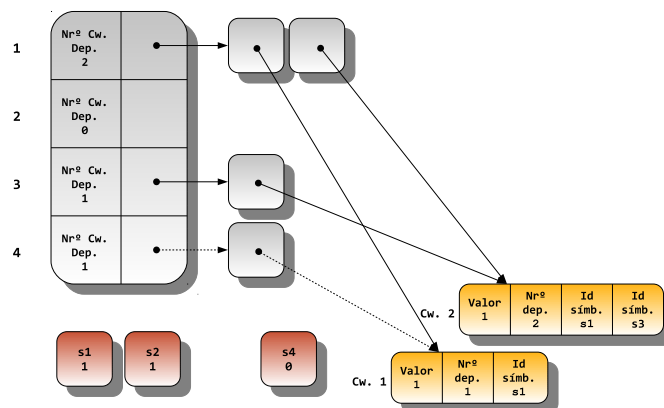 1
Nrº Cw.
Dep.
2
2
Nrº Cw.
Dep.
0
3
Nrº Cw.
Dep.
1
4
Nrº Cw.
Dep.
1
Cw. 2
Valor
1
Nrº
dep.
2
Id
símb.
s1
Id
símb.
s3
s1
1
s2
1
s4
0
Cw. 1
Valor
1
Nrº
dep.
1
Id
símb.
s1